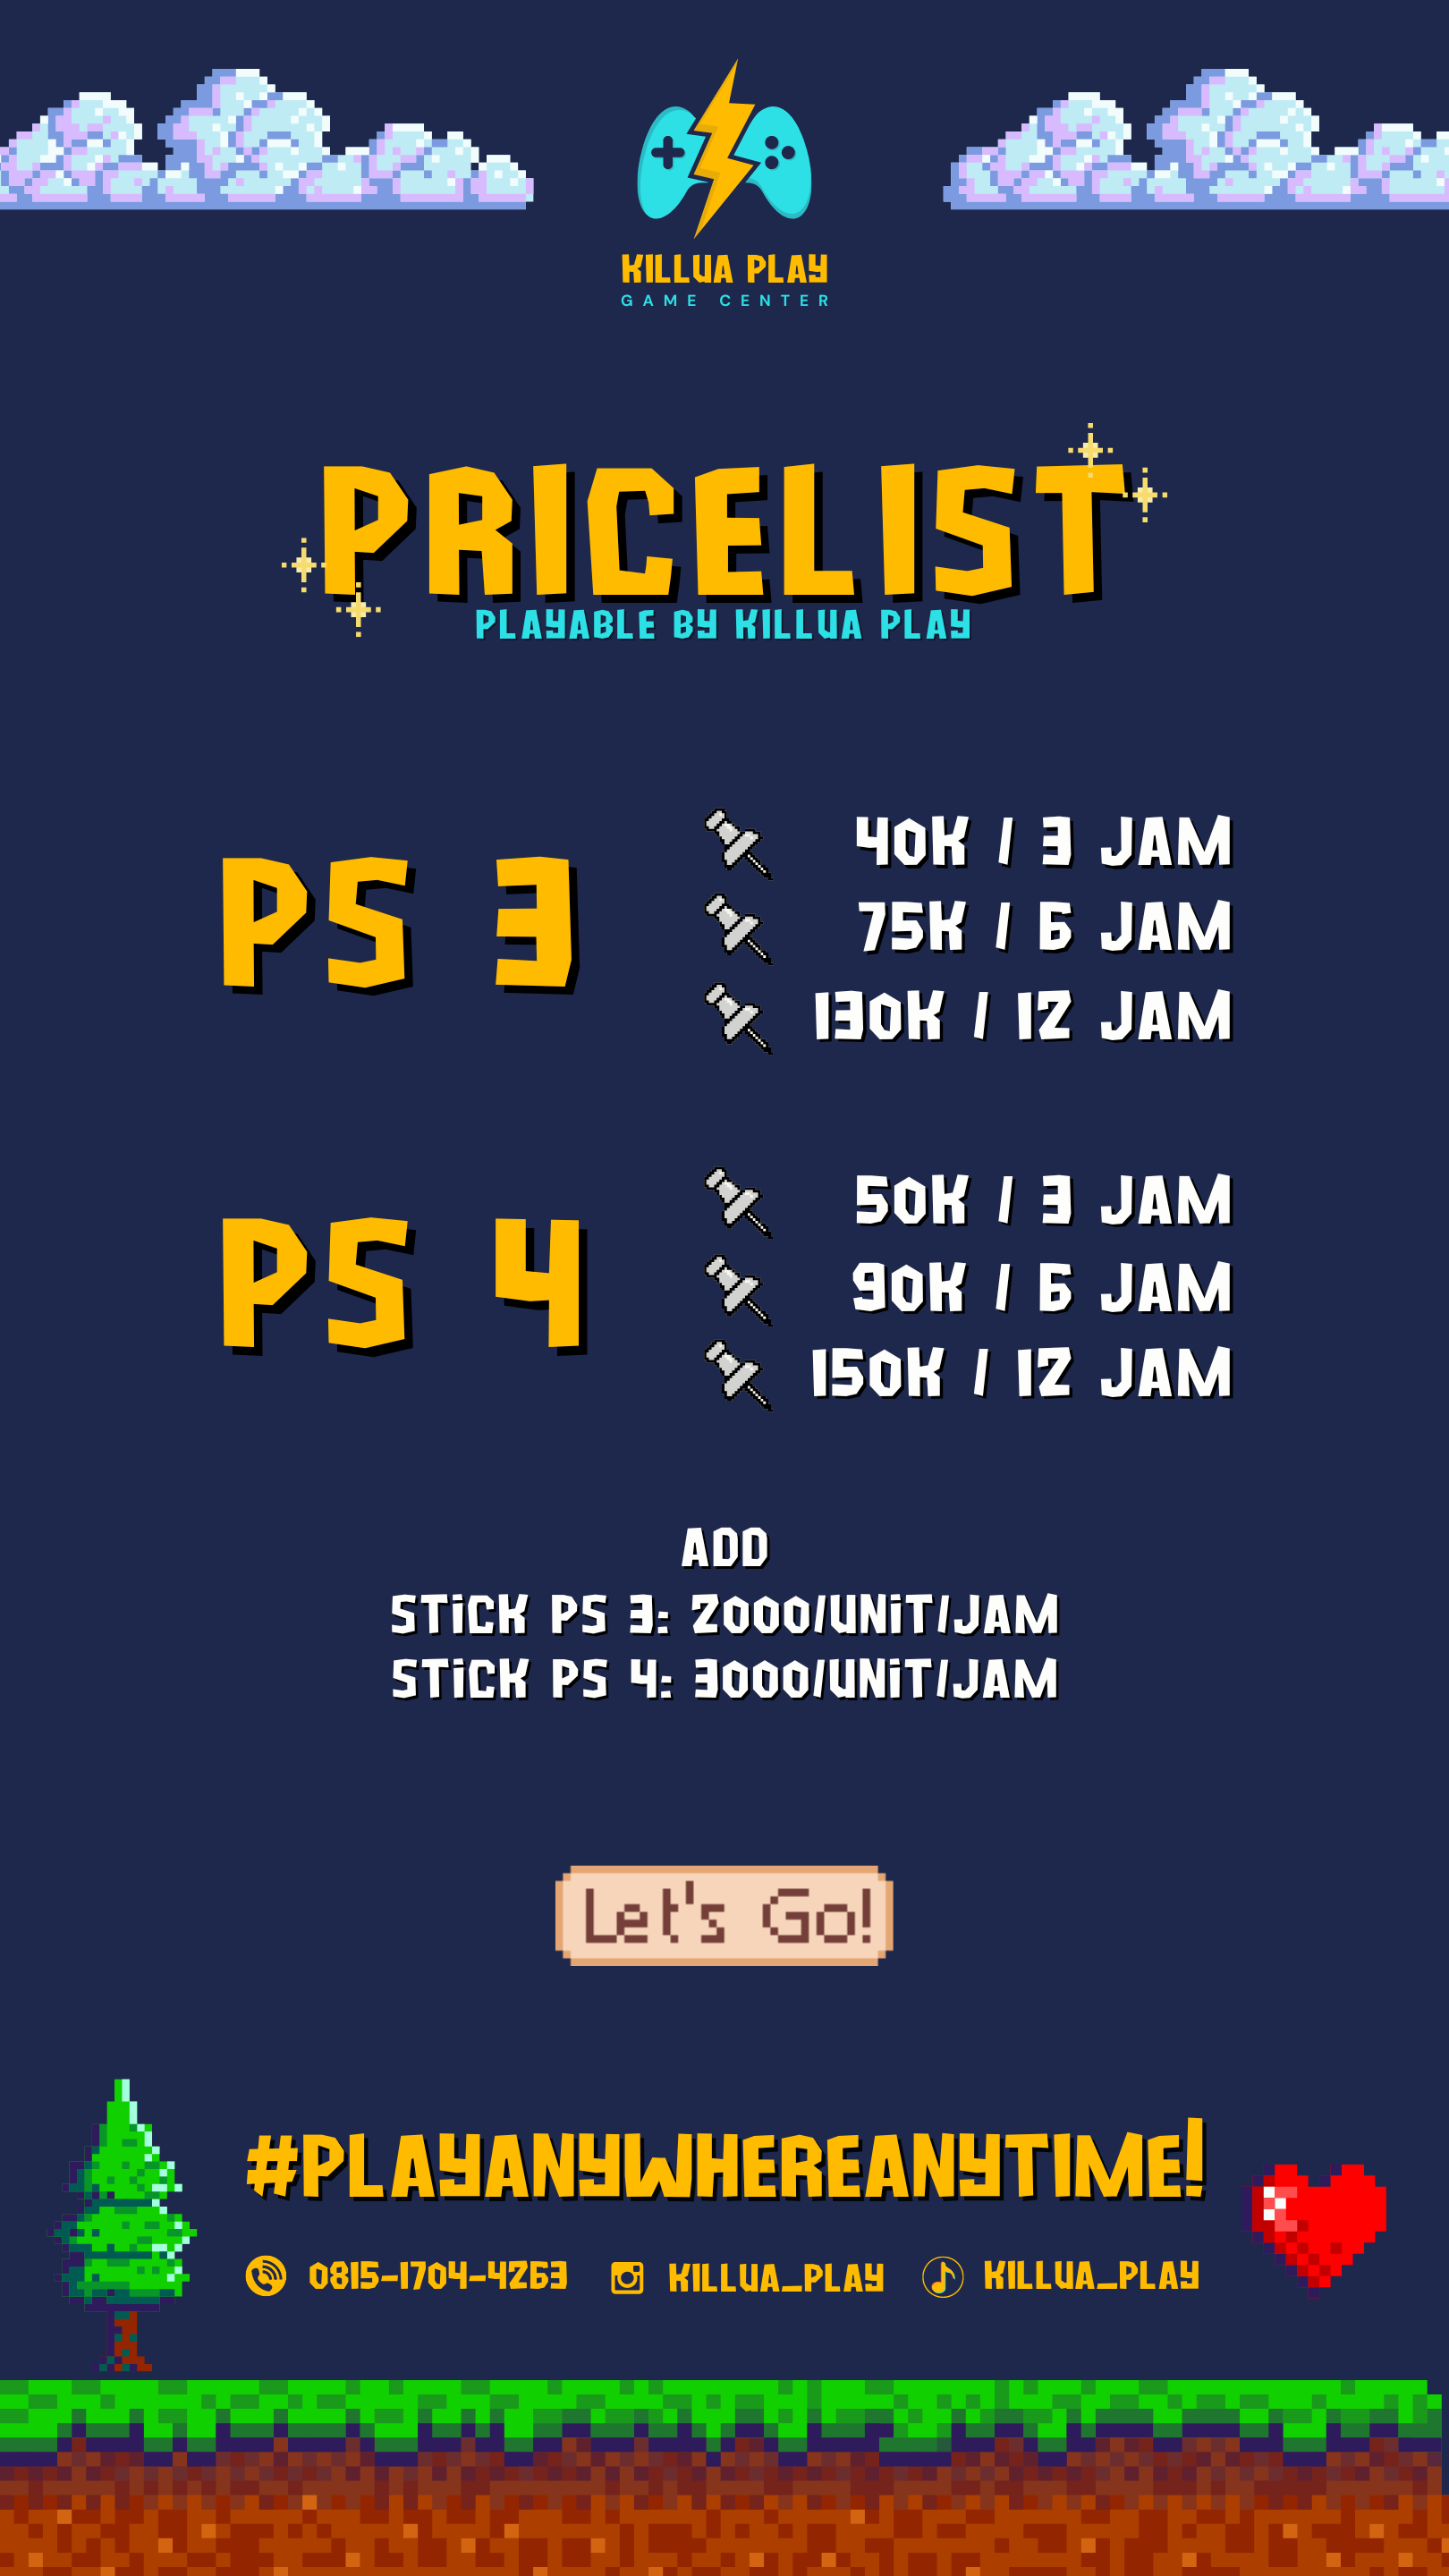 KILLUA PLAY
GAME CENTER
PRICELIST
PLAYABLE BY KILLUA PLAY
PS 3
40K / 3 JAM
75K / 6 JAM
130K / 12 JAM
PS 4
50K / 3 JAM
90K / 6 JAM
150K / 12 JAM
ADD
STiCK PS 3: 2000/UNiT/JAM
STiCK PS 4: 3000/UNiT/JAM
Let's Go!
#PLAYANYWHEREANYTIME!
0815-1704-4263 KILLUA_PLAY KILLUA_PLAY